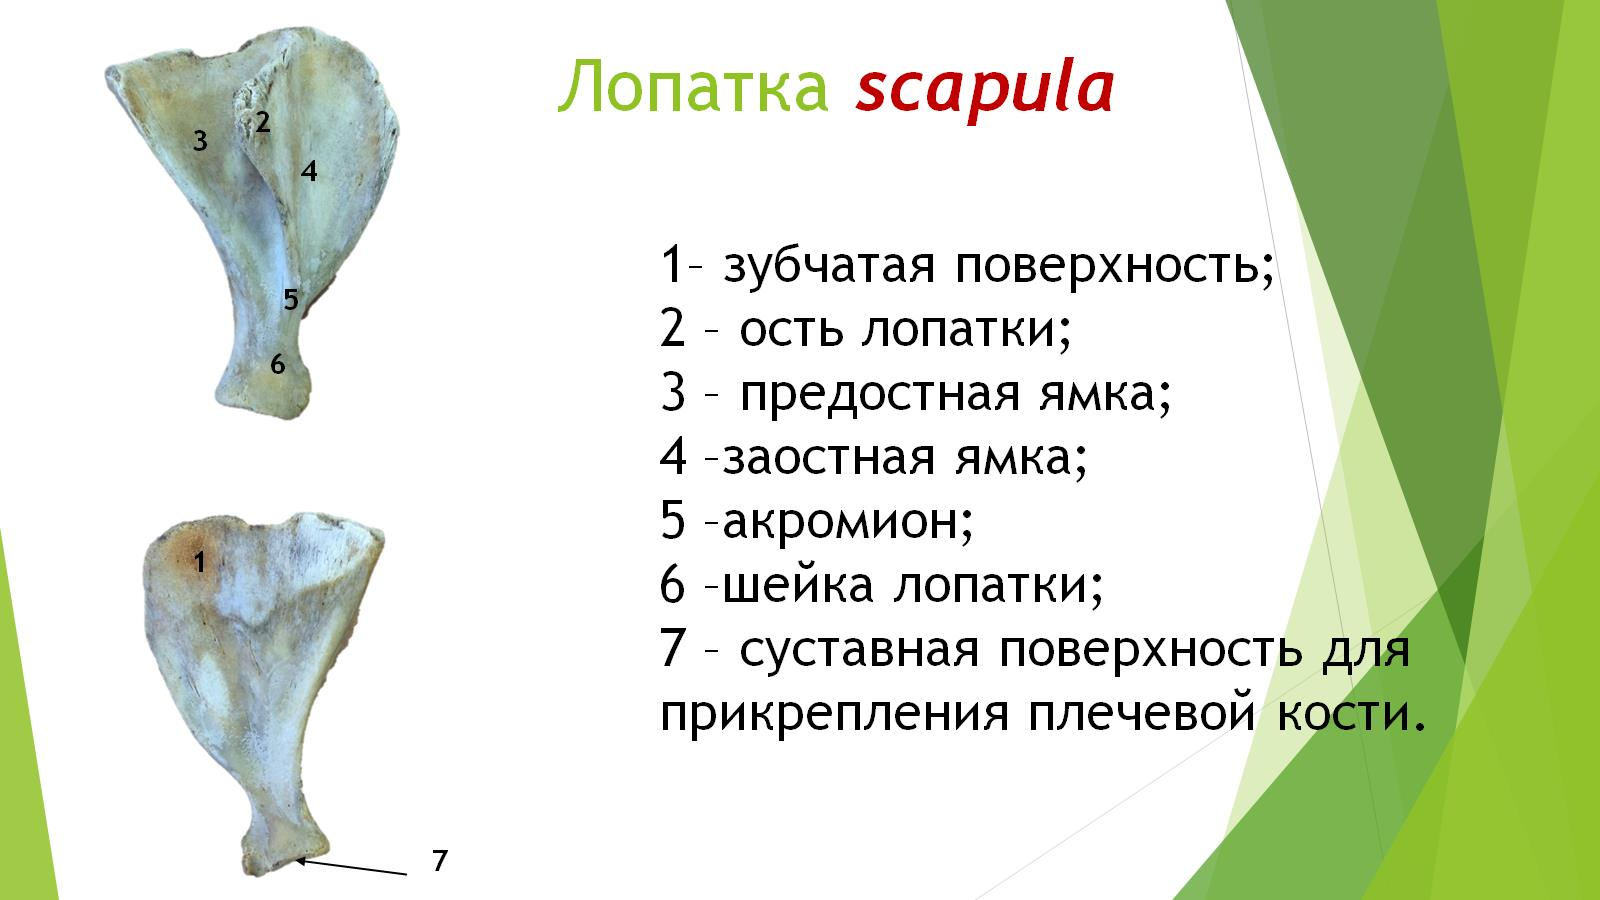 Лопатка scapula
2
3
4
5
6
1
7
1– зубчатая поверхность;
2 – ость лопатки;
3 – предостная ямка;
4 –заостная ямка;
5 –акромион;
6 –шейка лопатки;
7 – суставная поверхность для
прикрепления плечевой кости.